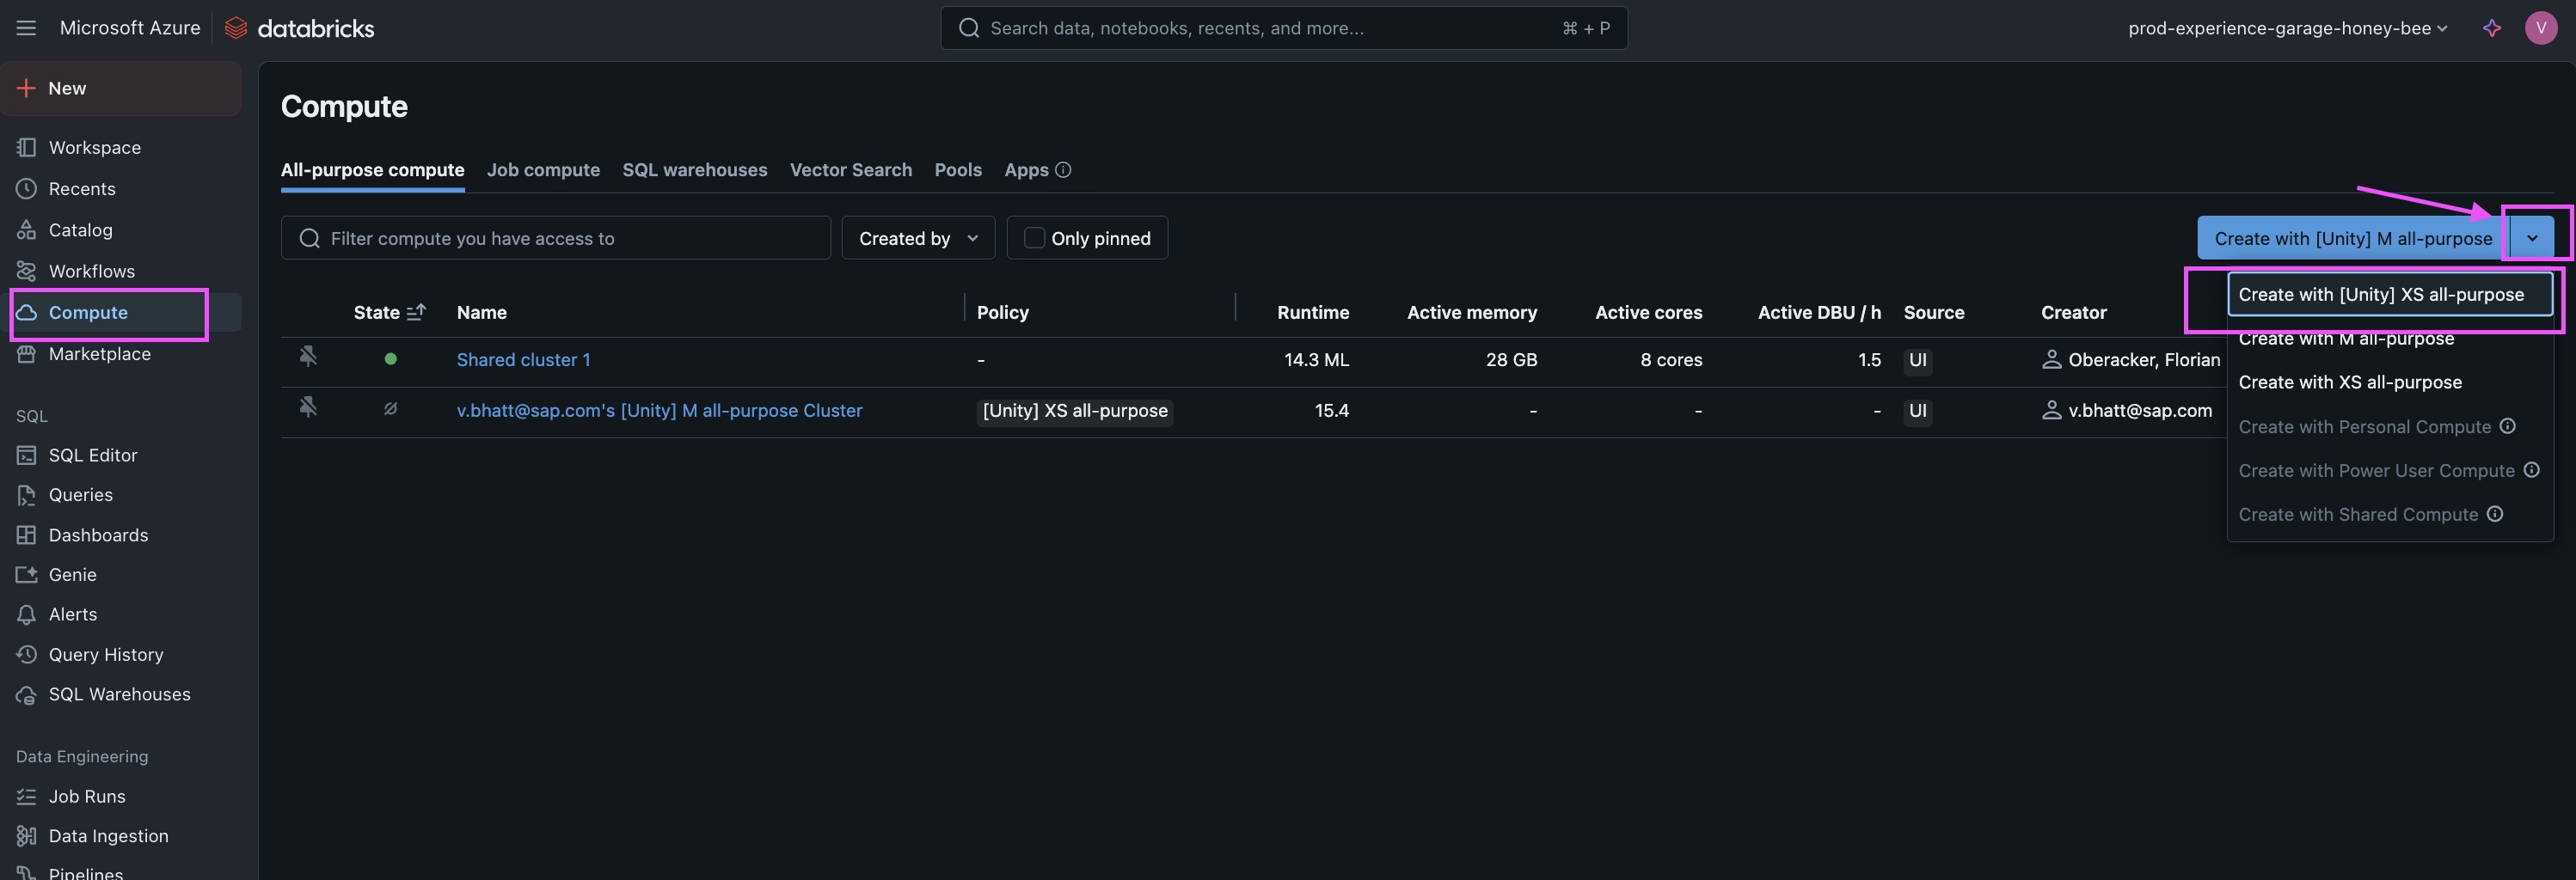 Microsoft Azure databricks
Search data, notebooks, recents, and more... ⌘ + P
prod-experience-garage-honey-bee
V
New
Workspace
Recents
Catalog
Workflows
Compute
Marketplace
SQL
SQL Editor
Queries
Dashboards
Genie
Alerts
Query History
SQL Warehouses
Data Engineering
Job Runs
Data Ingestion
Pipelines
Compute
All-purpose compute Job compute SQL warehouses Vector Search Pools Apps
Filter compute you have access to Created by Only pinned Create with [Unity] M all-purpose
State Name Policy Runtime Active memory Active cores Active DBU / h Source Creator
Shared cluster 1 - 14.3 ML 28 GB 8 cores 1.5 UI Oberacker, Florian
v.bhatt@sap.com's [Unity] M all-purpose Cluster [Unity] XS all-purpose 15.4 - - - UI v.bhatt@sap.com
Create with [Unity] XS all-purpose
Create with M all-purpose
Create with XS all-purpose
Create with Personal Compute
Create with Power User Compute
Create with Shared Compute